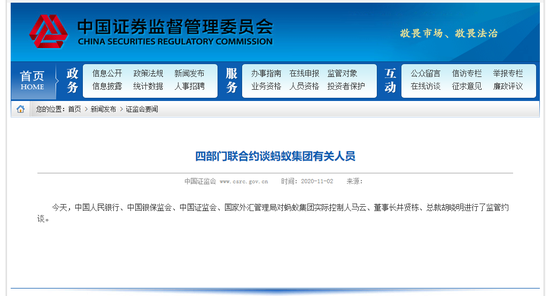 中国证券监督管理委员会
CHINA SECURITIES REGULATORY COMMISSION
敬畏市场、敬畏法治
首页
HOME
政务
信息公开 政策法规 新闻发布
信息披露 统计数据 人事招聘
服务
办事指南 在线申报 监管对象
业务资格 人员资格 投资者保护
互动
公众留言 信访专栏 举报专栏
在线访谈 征求意见 廉政评议
您的位置：首页 > 新闻发布 > 证监会要闻
四部门联合约谈蚂蚁集团有关人员
中国证监会 www.csrc.gov.cn 时间：2020-11-02 来源：
今天，中国人民银行、中国银保监会、中国证监会、国家外汇管理局对蚂蚁集团实际控制人马云、董事长井贤栋、总裁胡晓明进行了监管约
谈。